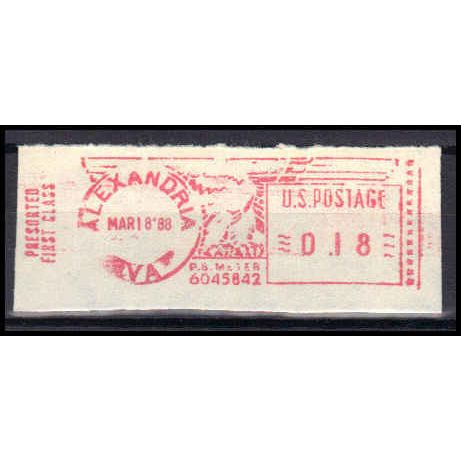 PRESORTED
FIRST CLASS
ALEXANDRIA
MAR 18 '88
VA
P.B. METER
6045842
U.S. POSTAGE
0.18